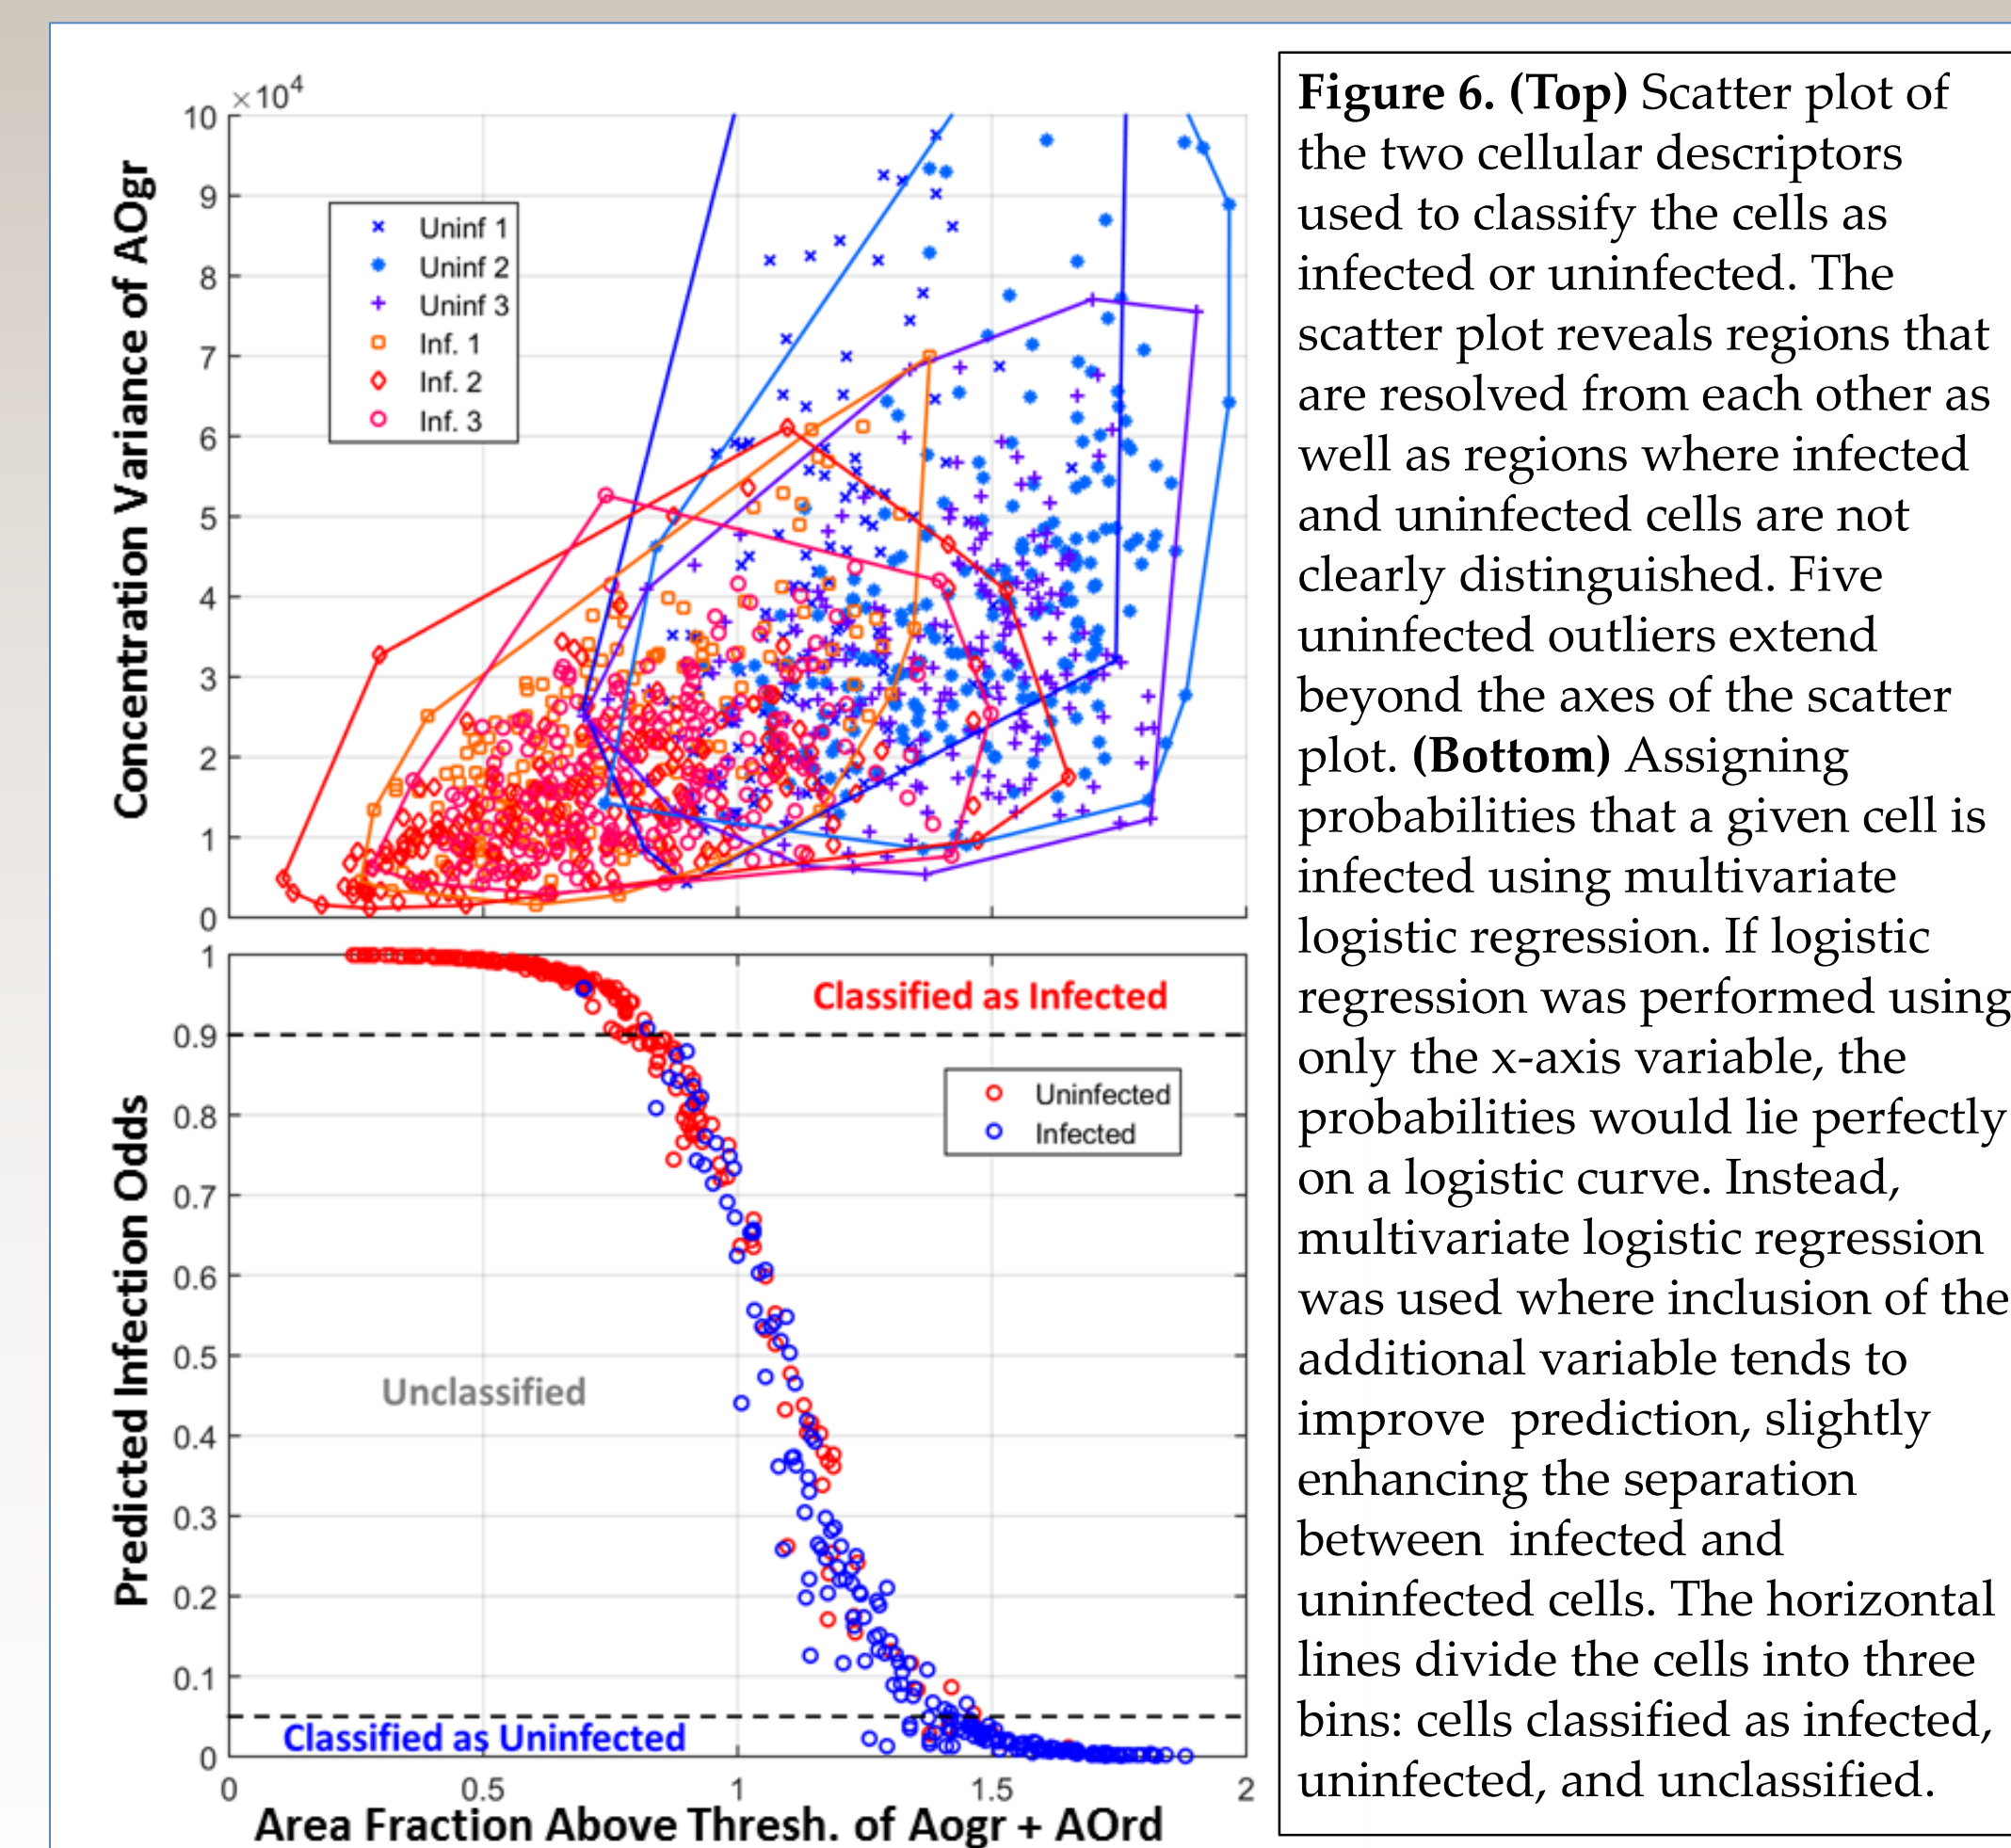 ×10⁴
Concentration Variance of AOgr
10
9
8
7
6
5
4
3
2
1
0
Uninf 1
Uninf 2
Uninf 3
Inf. 1
Inf. 2
Inf. 3
Predicted Infection Odds
1
0.9
0.8
0.7
0.6
0.5
0.4
0.3
0.2
0.1
0
Classified as Infected
Uninfected
Infected
Unclassified
Classified as Uninfected
0 0.5 1 1.5 2
Area Fraction Above Thresh. of Aogr + AOrd
Figure 6. (Top) Scatter plot of
the two cellular descriptors
used to classify the cells as
infected or uninfected. The
scatter plot reveals regions that
are resolved from each other as
well as regions where infected
and uninfected cells are not
clearly distinguished. Five
uninfected outliers extend
beyond the axes of the scatter
plot. (Bottom) Assigning
probabilities that a given cell is
infected using multivariate
logistic regression. If logistic
regression was performed using
only the x-axis variable, the
probabilities would lie perfectly
on a logistic curve. Instead,
multivariate logistic regression
was used where inclusion of the
additional variable tends to
improve  prediction, slightly
enhancing the separation
between  infected and
uninfected cells. The horizontal
lines divide the cells into three
bins: cells classified as infected,
uninfected, and unclassified.